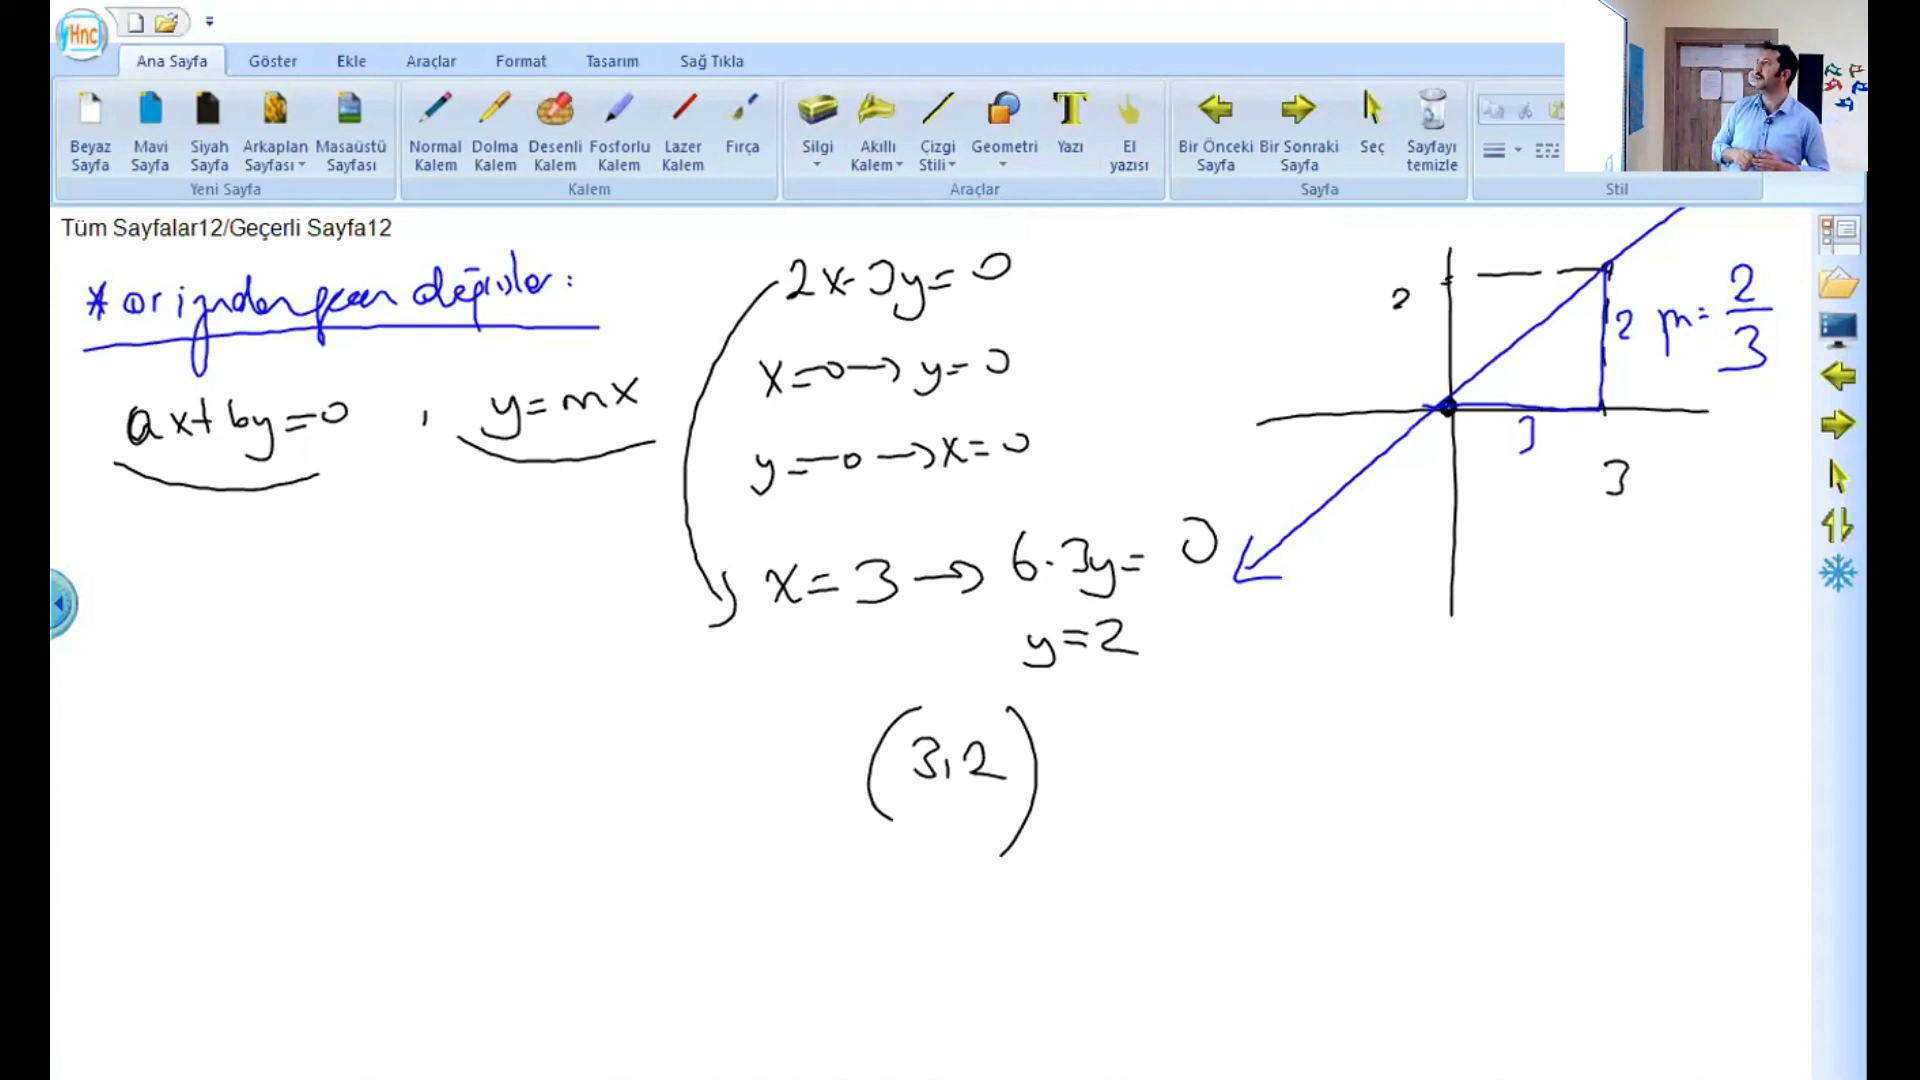 Hnc
Ana Sayfa Göster Ekle Araçlar Format Tasarım Sağ Tıkla
Beyaz Sayfa Mavi Sayfa Siyah Sayfa Arkaplan Sayfası Masaüstü Sayfası
Yeni Sayfa
Normal Kalem Dolma Kalem Desenli Kalem Fosforlu Kalem Lazer Kalem Fırça
Kalem
Silgi Akıllı Kalem Çizgi Stili Geometri Yazı El yazısı
Araçlar
Bir Önceki Sayfa Bir Sonraki Sayfa Seç Sayfayı temizle
Sayfa
Stil
Tüm Sayfalar12/Geçerli Sayfa12
ax+by=0 , y=mx
2x-3y=0
x=0→y=0
y=0→x=0
x=3→6-3y=0
y=2
(3,2)
2
2
m=2/3
3
3